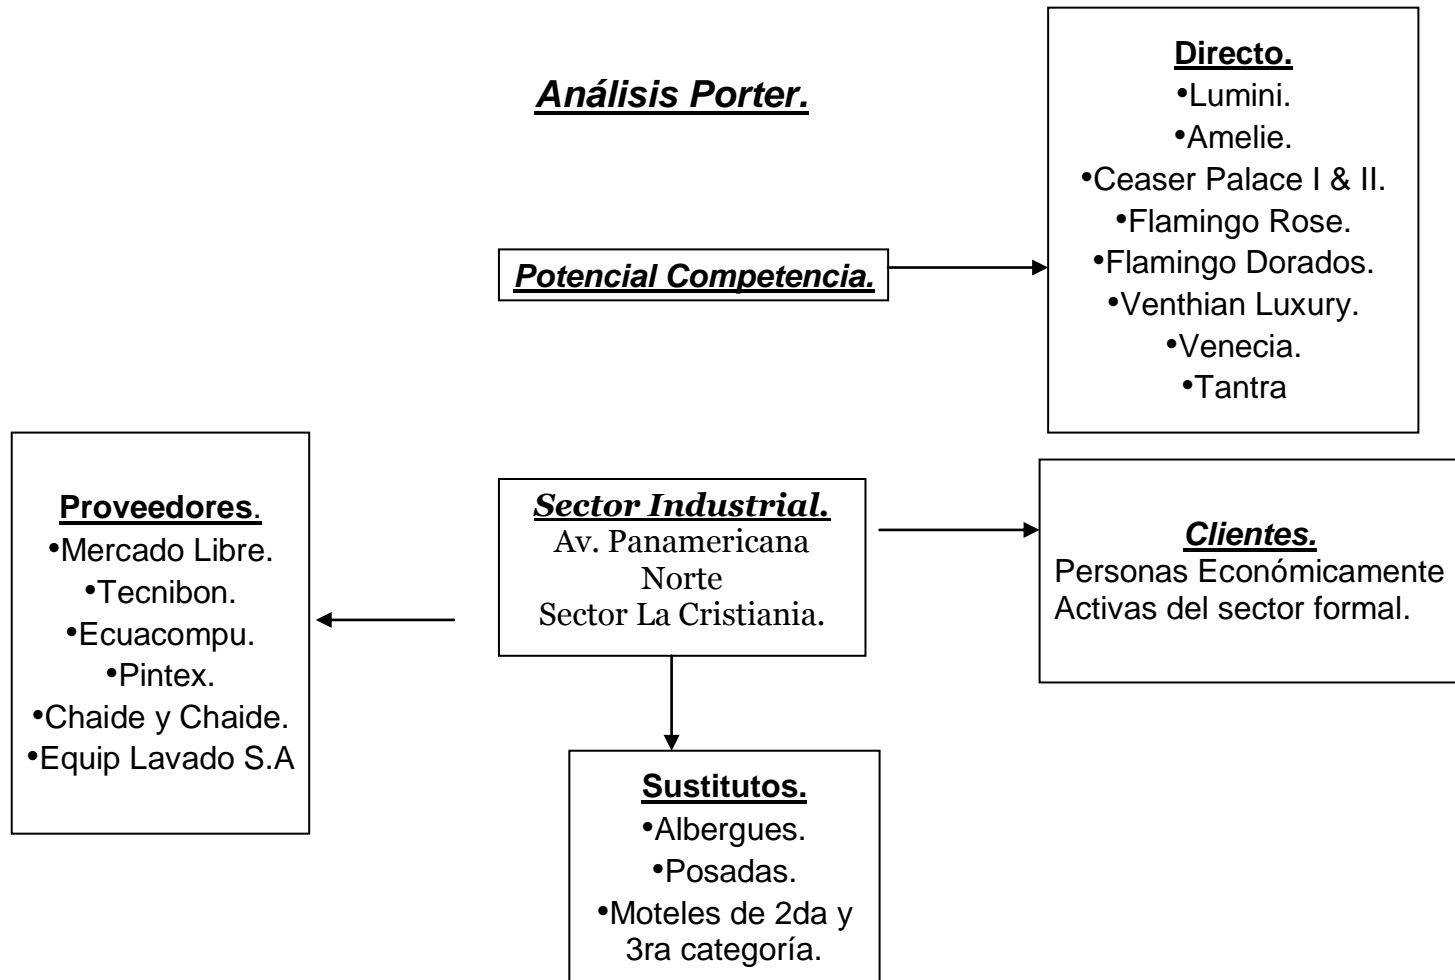 Análisis Porter.
Potencial Competencia.
Directo.
•Lumini.
•Amelie.
•Ceaser Palace I & II.
•Flamingo Rose.
•Flamingo Dorados.
•Venthian Luxury.
•Venecia.
•Tantra
Proveedores.
•Mercado Libre.
•Tecnibon.
•Ecuacompu.
•Pintex.
•Chaide y Chaide.
•Equip Lavado S.A
Sector Industrial.
Av. Panamericana
Norte
Sector La Cristiania.
Clientes.
Personas Económicamente
Activas del sector formal.
Sustitutos.
•Albergues.
•Posadas.
•Moteles de 2da y
3ra categoría.